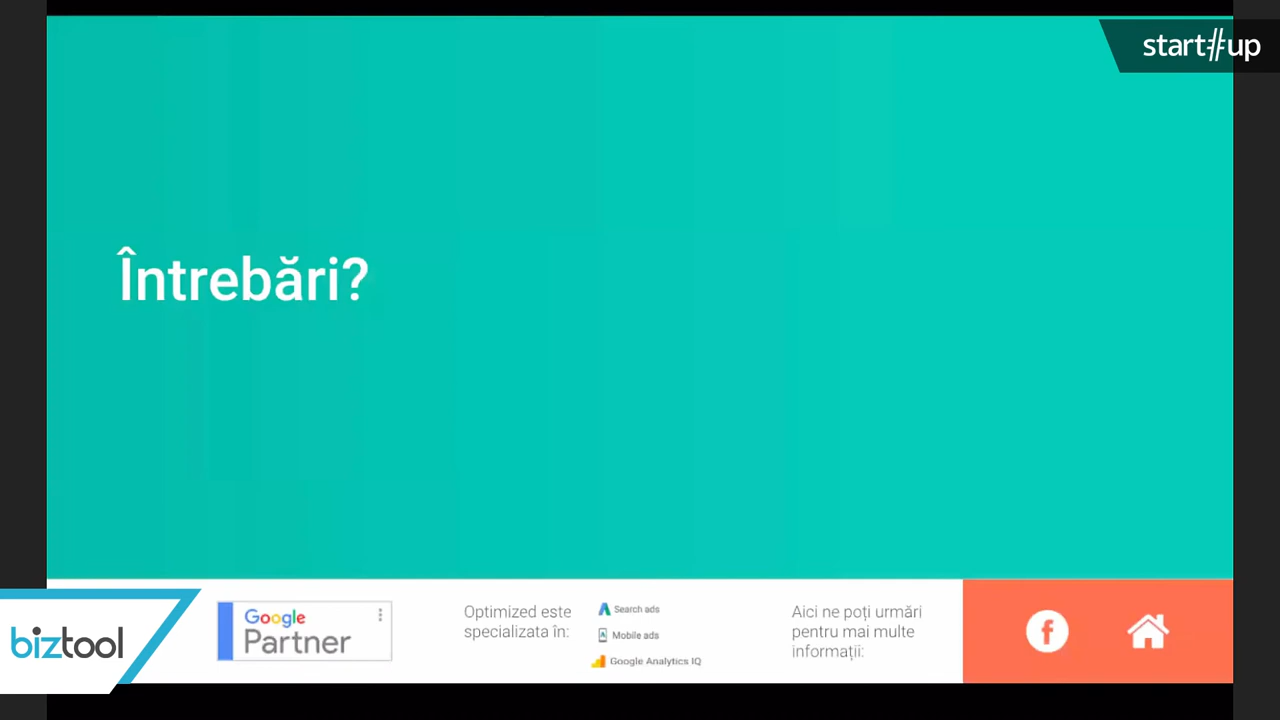 start#up
Întrebări?
Google
Partner
Optimized este
specializata în:
Search ads
Mobile ads
Google Analytics IQ
Aici ne poți urmări
pentru mai multe
informații:
biztool